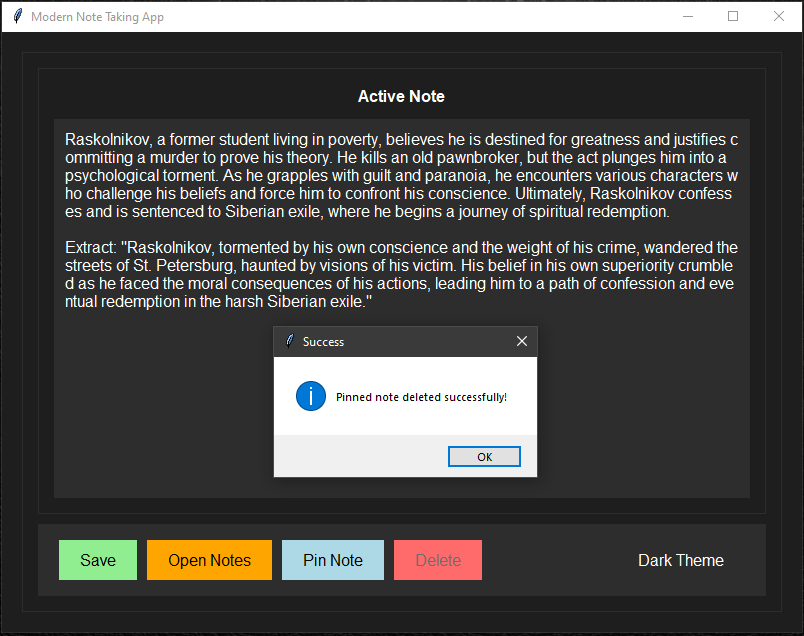 Modern Note Taking App
Active Note
Raskolnikov, a former student living in poverty, believes he is destined for greatness and justifies c
ommitting a murder to prove his theory. He kills an old pawnbroker, but the act plunges him into a
psychological torment. As he grapples with guilt and paranoia, he encounters various characters w
ho challenge his beliefs and force him to confront his conscience. Ultimately, Raskolnikov confess
es and is sentenced to Siberian exile, where he begins a journey of spiritual redemption.
Extract: "Raskolnikov, tormented by his own conscience and the weight of his crime, wandered the
streets of St. Petersburg, haunted by visions of his victim. His belief in his own superiority crumble
d as he faced the moral consequences of his actions, leading him to a path of confession and eve
ntual redemption in the harsh Siberian exile."
Success
Pinned note deleted successfully!
OK
Save Open Notes Pin Note Delete Dark Theme